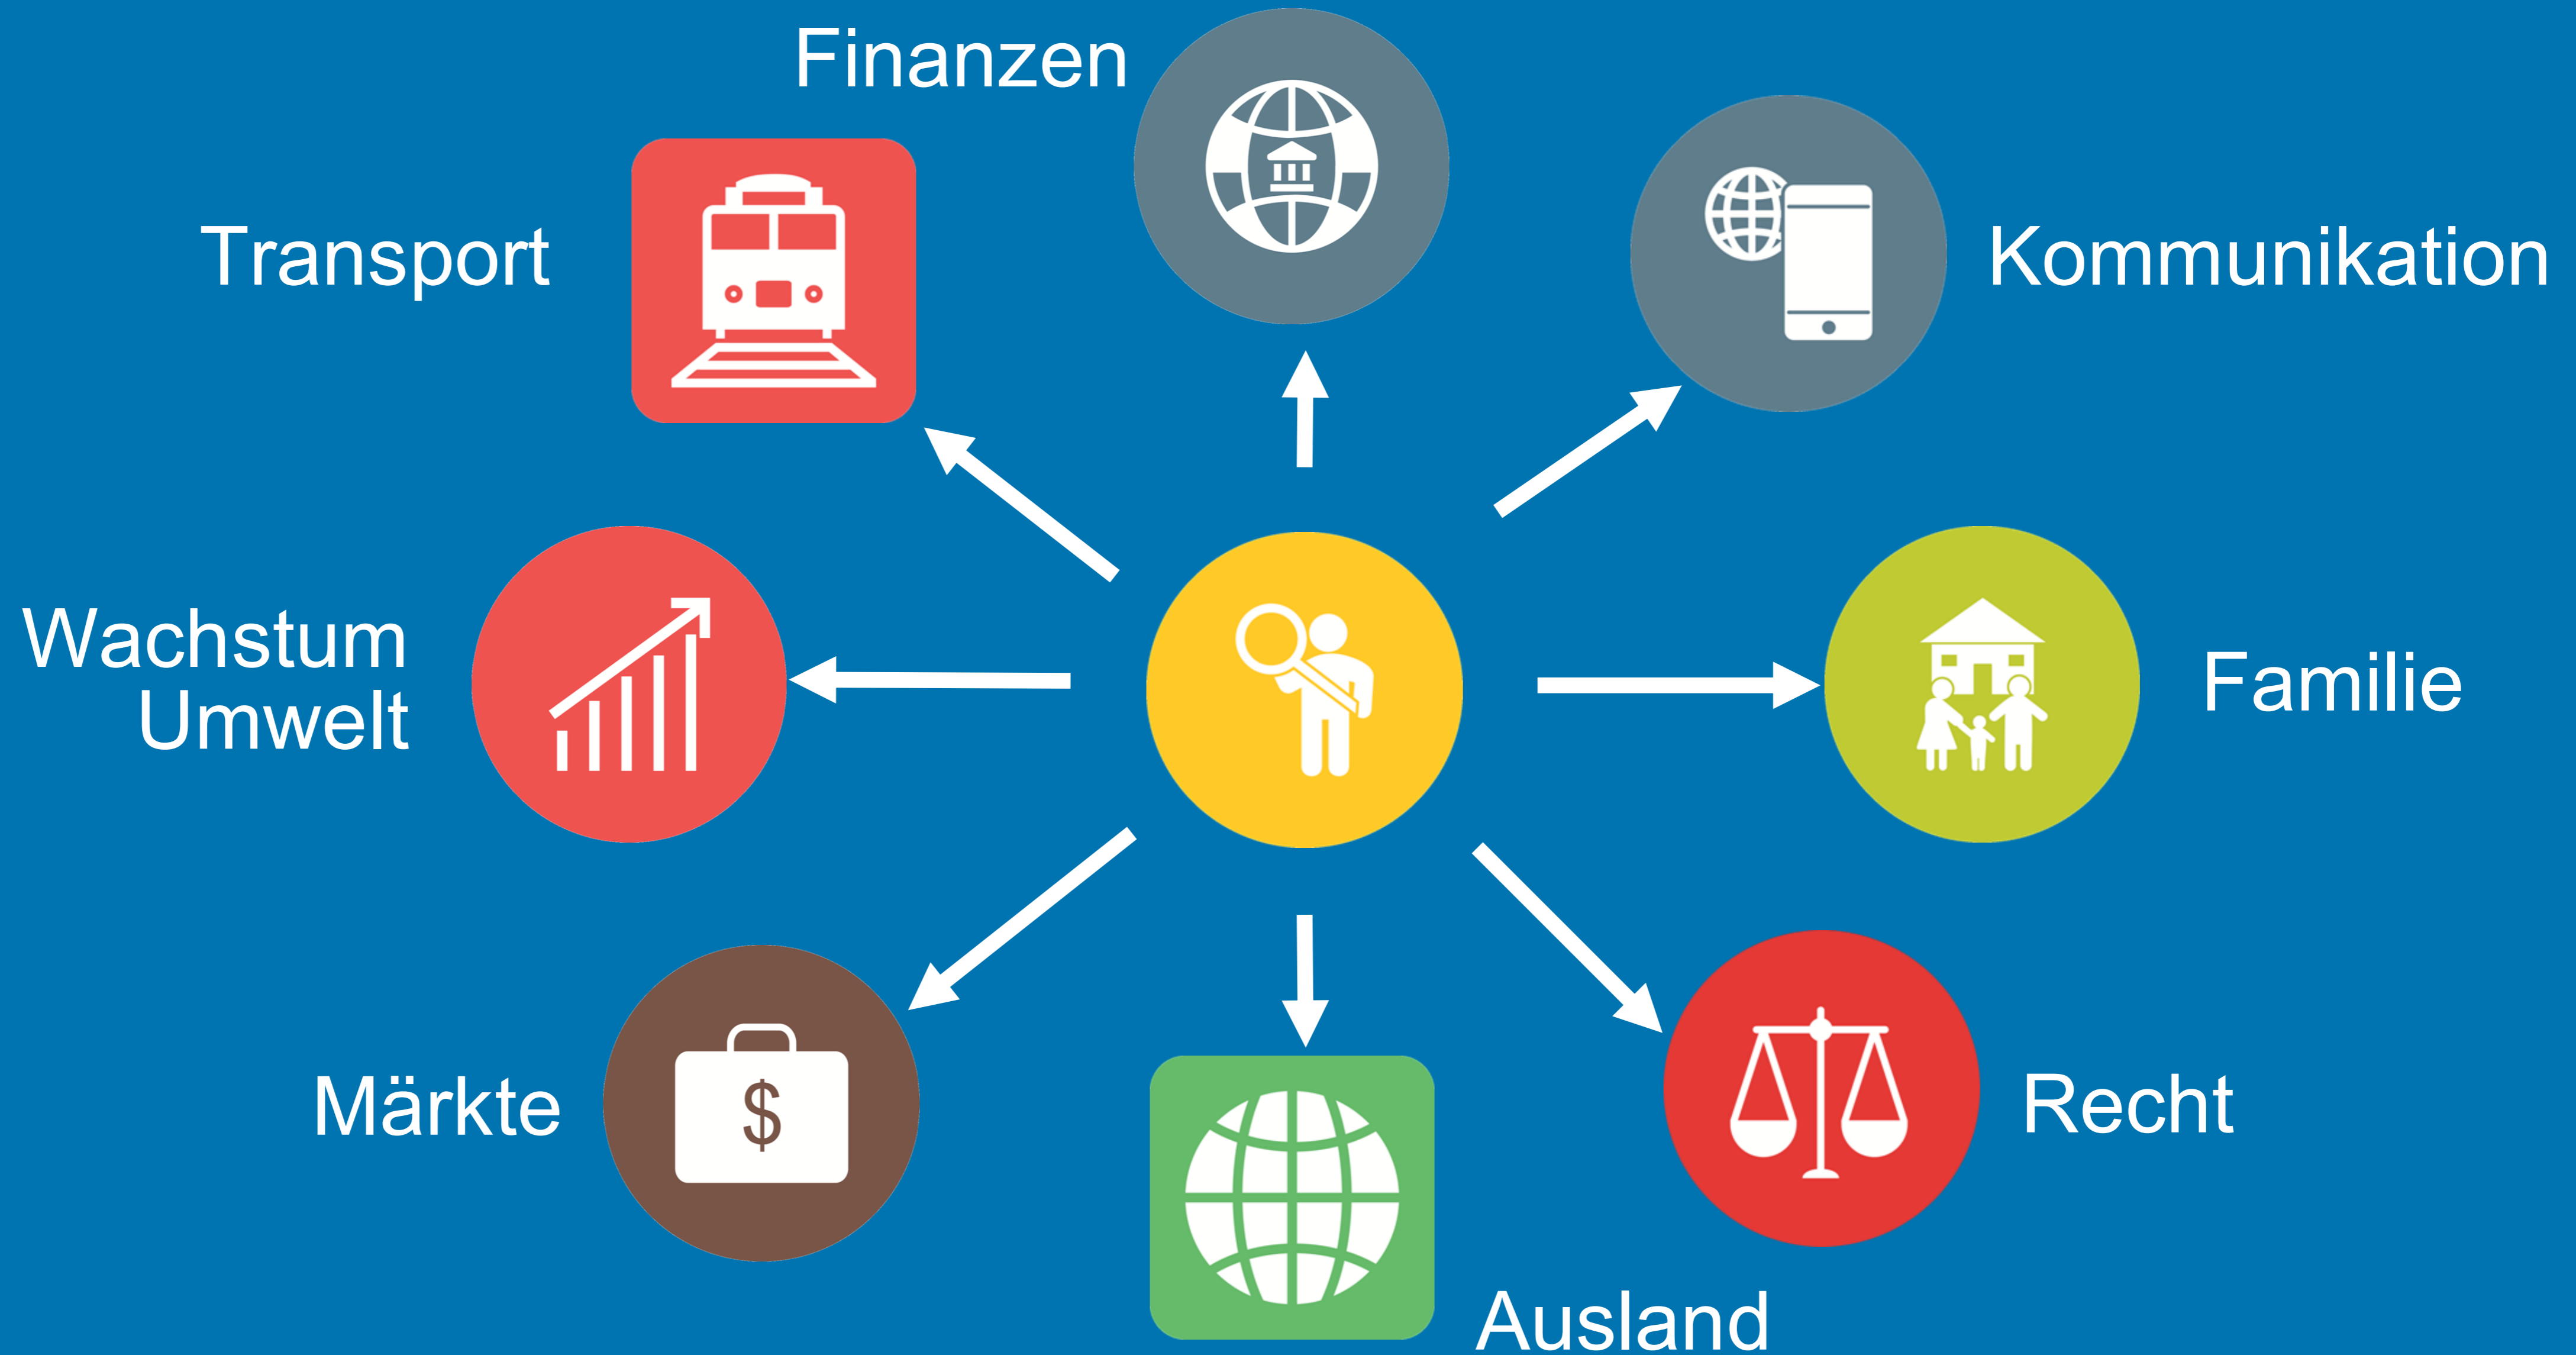 Finanzen
Transport
Kommunikation
Wachstum
Umwelt
Familie
$
Märkte
Recht
Ausland